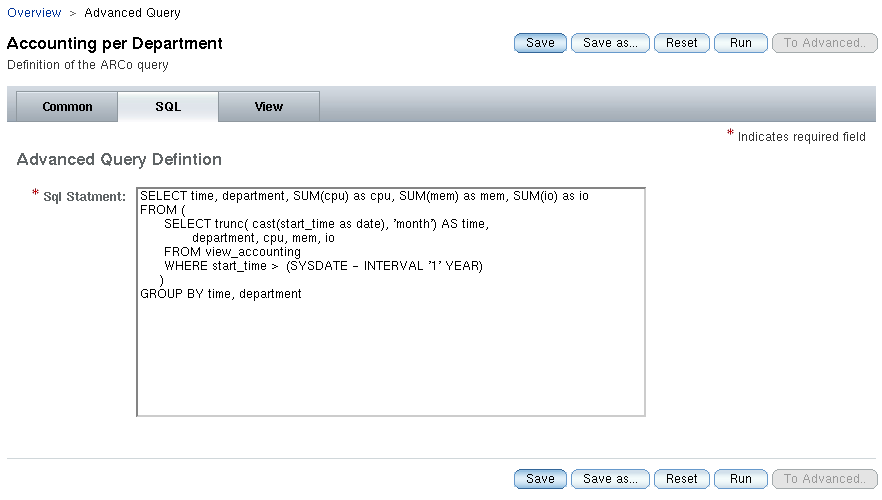 Overview > Advanced Query
Accounting per Department
Save Save as... Reset Run To Advanced..
Definition of the ARCo query
Common SQL View
* Indicates required field
Advanced Query Defintion
* Sql Statment:
SELECT time, department, SUM(cpu) as cpu, SUM(mem) as mem, SUM(io) as io
FROM (
SELECT trunc( cast(start_time as date), 'month') AS time,
department, cpu, mem, io
FROM view_accounting
WHERE start_time > (SYSDATE - INTERVAL '1' YEAR)
)
GROUP BY time, department
Save Save as... Reset Run To Advanced..